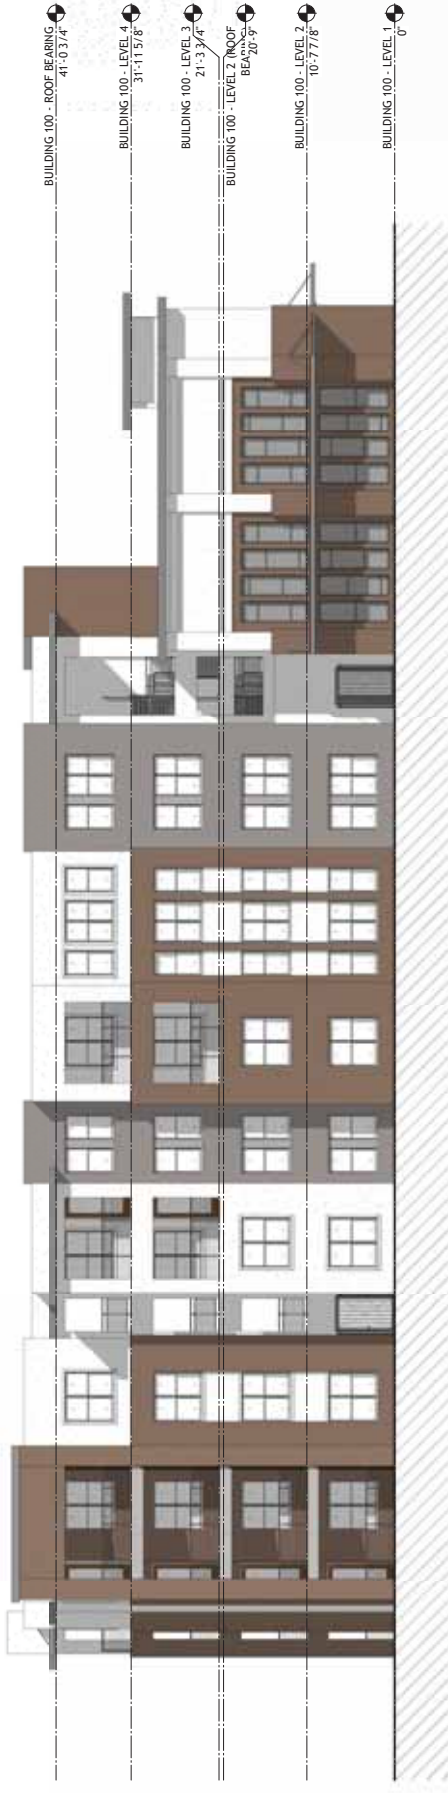 BUILDING 100 - ROOF BEARING
41'-0 3/4"
BUILDING 100 - LEVEL 4
31'-11 5/8"
BUILDING 100 - LEVEL 3
21'-3 3/4"
BUILDING 100 - LEVEL 2 (ROOF
BEARING)
20'-9"
BUILDING 100 - LEVEL 2
10'-7 7/8"
BUILDING 100 - LEVEL 1
0"